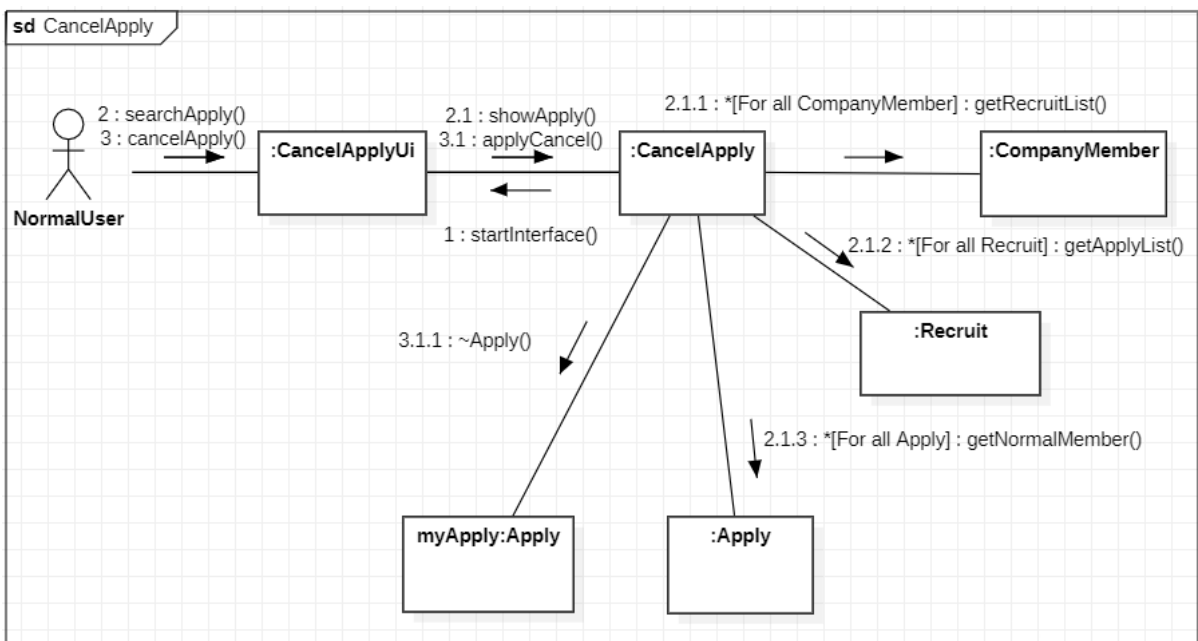 sd CancelApply
2 : searchApply()
3 : cancelApply()
2.1 : showApply()
3.1 : applyCancel()
2.1.1 : *[For all CompanyMember] : getRecruitList()
NormalUser
:CancelApplyUi
:CancelApply
:CompanyMember
1 : startInterface()
2.1.2 : *[For all Recruit] : getApplyList()
:Recruit
3.1.1 : ~Apply()
2.1.3 : *[For all Apply] : getNormalMember()
myApply:Apply
:Apply